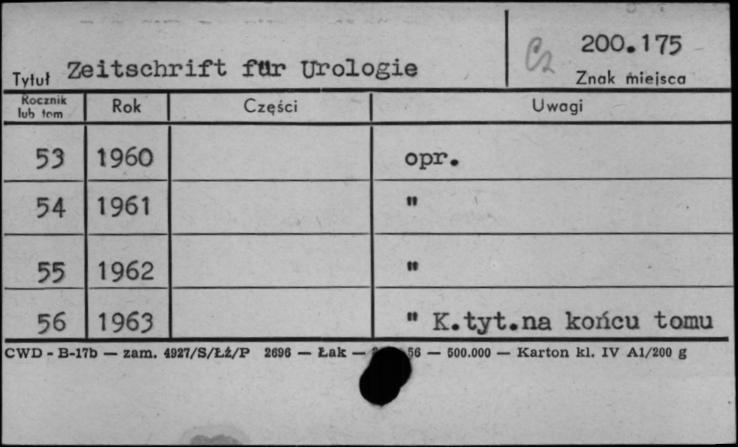 Cz 200.175
Tytuł Zeitschrift für Urologie
Znak miejsca
Rocznik lub tom Rok Części Uwagi
53 1960 opr.
54 1961 "
55 1962 "
56 1963 " K.tyt.na końcu tomu
CWD - B-17b — zam. 4927/S/Łź/P 2696 — Łak — 56 — 500.000 — Karton kl. IV A1/200 g